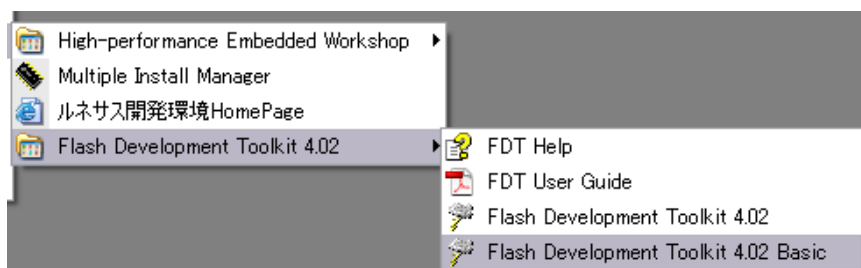 High-performance Embedded Workshop
Multiple Install Manager
ルネサス開発環境HomePage
Flash Development Toolkit 4.02
FDT Help
FDT User Guide
Flash Development Toolkit 4.02
Flash Development Toolkit 4.02 Basic